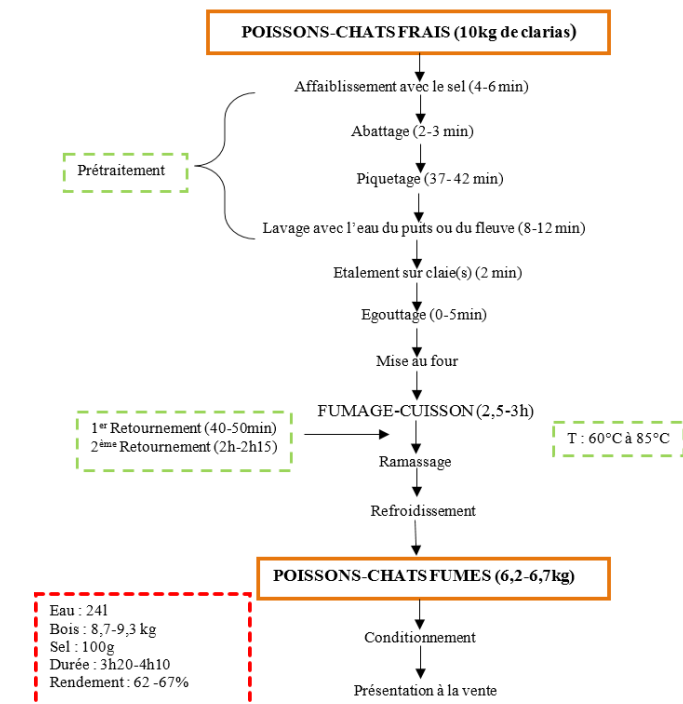 POISSONS-CHATS FRAIS (10kg de clarias)
Affaiblissement avec le sel (4-6 min)
Abattage (2-3 min)
Prétraitement
Piquetage (37-42 min)
Lavage avec l'eau du puits ou du fleuve (8-12 min)
Etalement sur claie(s) (2 min)
Egouttage (0-5min)
Mise au four
FUMAGE-CUISSON (2,5-3h)
1er Retournement (40-50min)
2ème Retournement (2h-2h15)
T : 60°C à 85°C
Ramassage
Refroidissement
POISSONS-CHATS FUMES (6,2-6,7kg)
Eau : 24l
Bois : 8,7-9,3 kg
Sel : 100g
Durée : 3h20-4h10
Rendement : 62 -67%
Conditionnement
Présentation à la vente